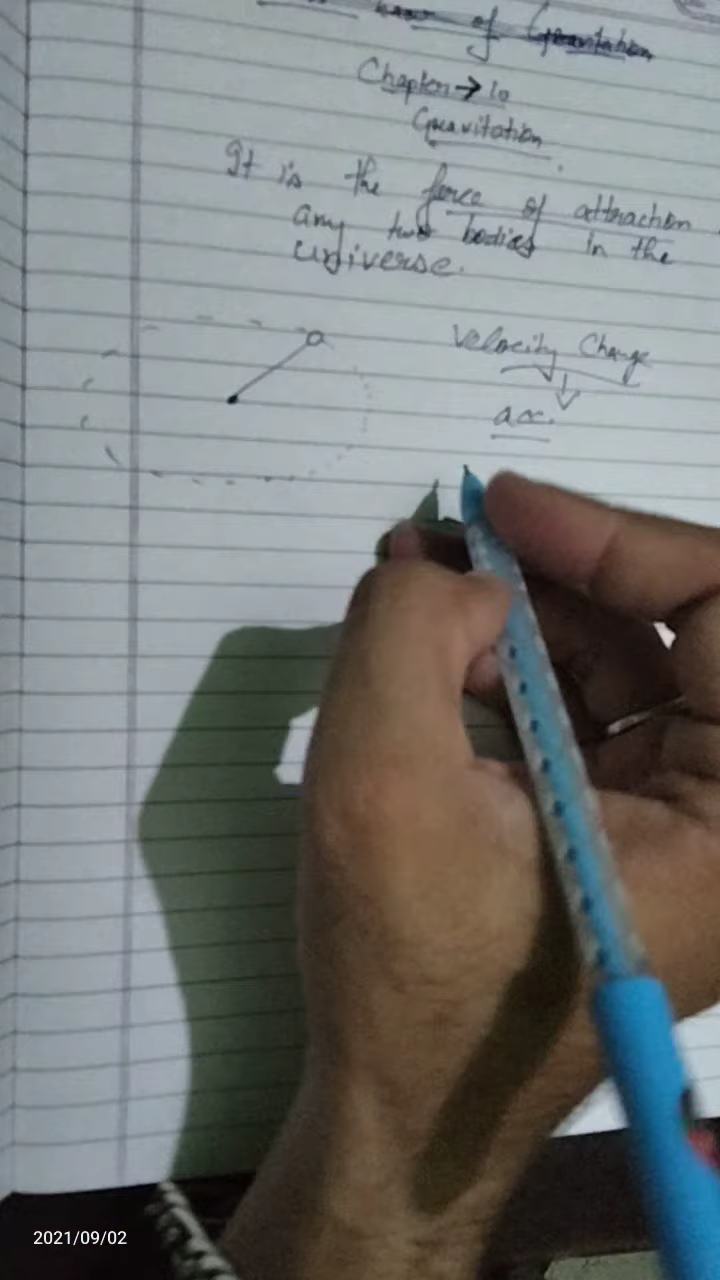 of Gravitation
Chapter → 10
Gravitation
It is the force of attraction
any two bodies in the
universe.
Velocity Change
acc.
2021/09/02